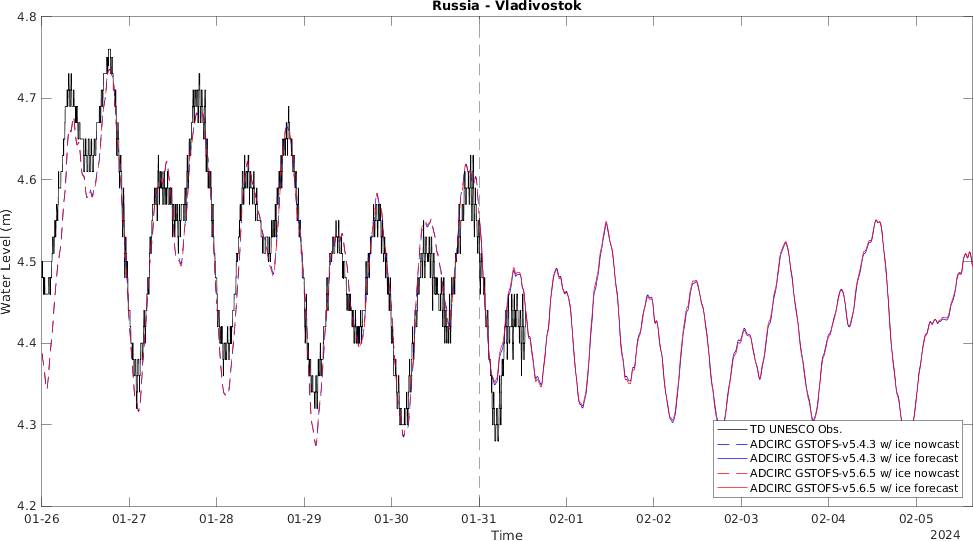 Russia - Vladivostok
4.8
4.7
4.6
4.5
4.4
4.3
4.2
Water Level (m)
TD UNESCO Obs.
ADCIRC GSTOFS-v5.4.3 w/ ice nowcast
ADCIRC GSTOFS-v5.4.3 w/ ice forecast
ADCIRC GSTOFS-v5.6.5 w/ ice nowcast
ADCIRC GSTOFS-v5.6.5 w/ ice forecast
01-26 01-27 01-28 01-29 01-30 01-31 02-01 02-02 02-03 02-04 02-05
Time
2024